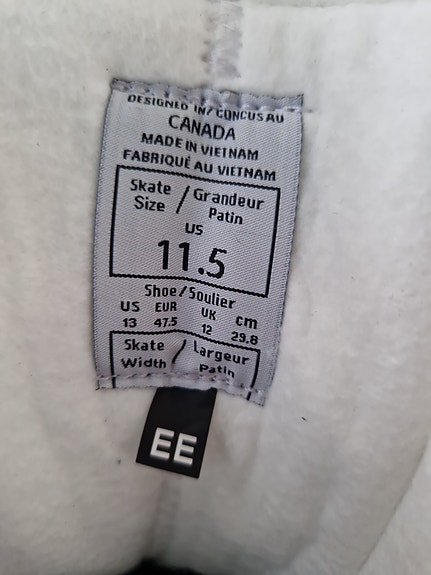 DESIGNED IN/CONCUS AU
CANADA
MADE IN VIETNAM
FABRIQUÉ AU VIETNAM
Skate Size / Grandeur Patin
US
11.5
Shoe/Soulier
US EUR UK cm
13 47.5 12 29.8
Skate Width / Largeur Patin
EE